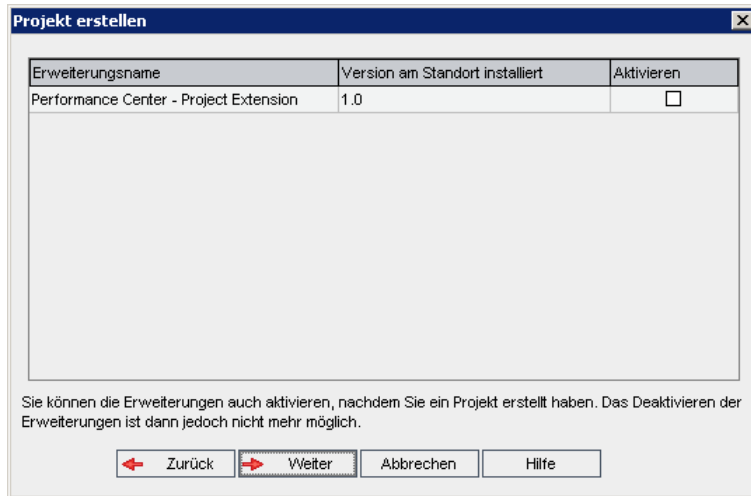 Projekt erstellen
Erweiterungsname Version am Standort installiert Aktivieren
Performance Center - Project Extension 1.0
Sie können die Erweiterungen auch aktivieren, nachdem Sie ein Projekt erstellt haben. Das Deaktivieren der
Erweiterungen ist dann jedoch nicht mehr möglich.
Zurück Weiter Abbrechen Hilfe